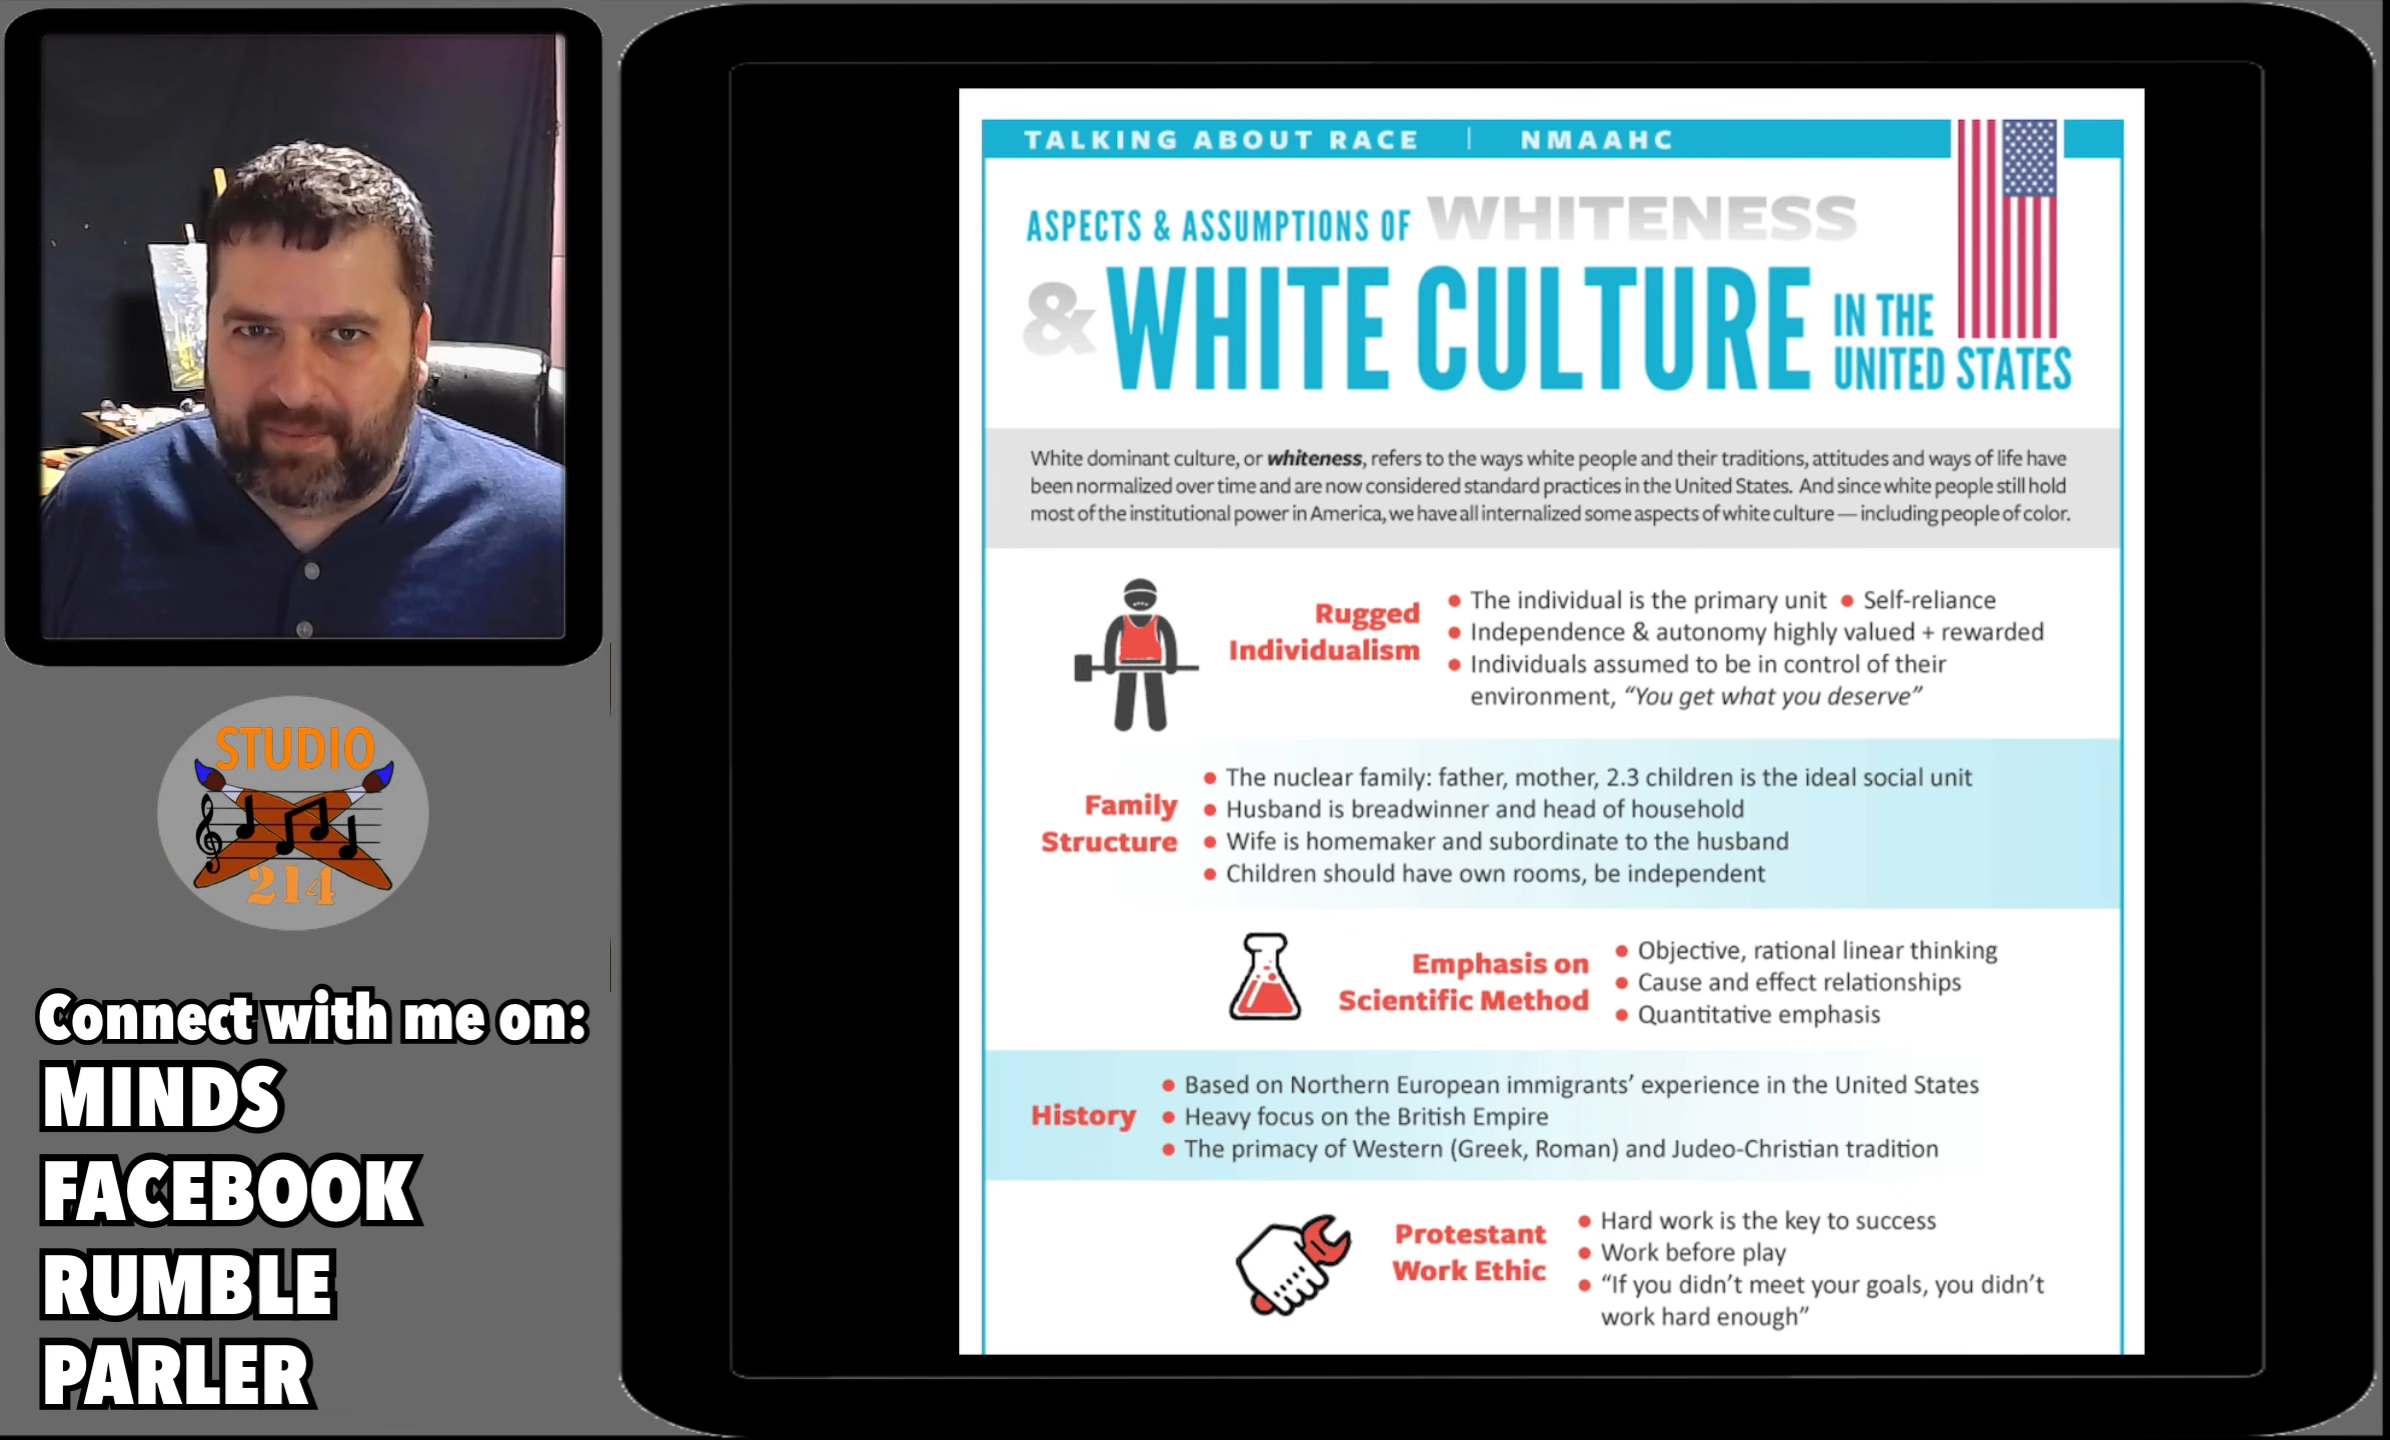 STUDIO
214
Connect with me on:
MINDS
FACEBOOK
RUMBLE
PARLER
TALKING ABOUT RACE | NMAAHC
ASPECTS & ASSUMPTIONS OF WHITENESS
& WHITE CULTURE IN THE
UNITED STATES
White dominant culture, or whiteness, refers to the ways white people and their traditions, attitudes and ways of life have
been normalized over time and are now considered standard practices in the United States. And since white people still hold
most of the institutional power in America, we have all internalized some aspects of white culture — including people of color.
Rugged
Individualism
• The individual is the primary unit • Self-reliance
• Independence & autonomy highly valued + rewarded
• Individuals assumed to be in control of their
environment, “You get what you deserve”
Family
Structure
• The nuclear family: father, mother, 2.3 children is the ideal social unit
• Husband is breadwinner and head of household
• Wife is homemaker and subordinate to the husband
• Children should have own rooms, be independent
Emphasis on
Scientific Method
• Objective, rational linear thinking
• Cause and effect relationships
• Quantitative emphasis
History
• Based on Northern European immigrants’ experience in the United States
• Heavy focus on the British Empire
• The primacy of Western (Greek, Roman) and Judeo-Christian tradition
Protestant
Work Ethic
• Hard work is the key to success
• Work before play
• “If you didn’t meet your goals, you didn’t
work hard enough”